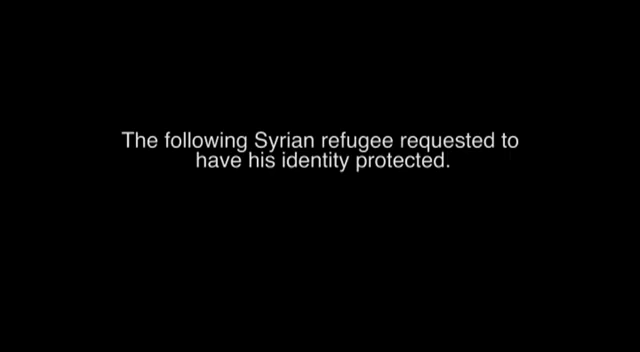 The following Syrian refugee requested to
have his identity protected.